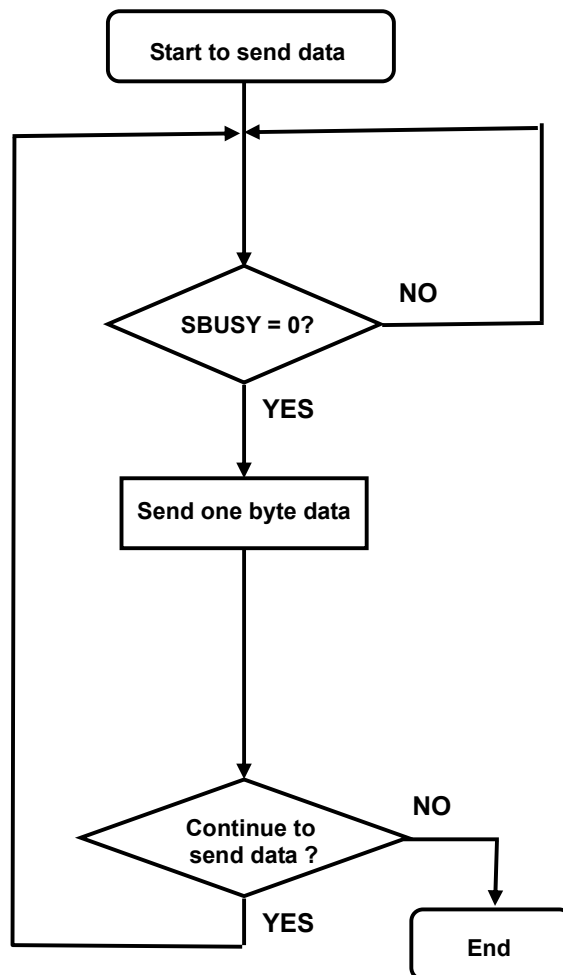 Start to send data
NO
SBUSY = 0?
YES
Send one byte data
NO
Continue to
send data ?
YES
End